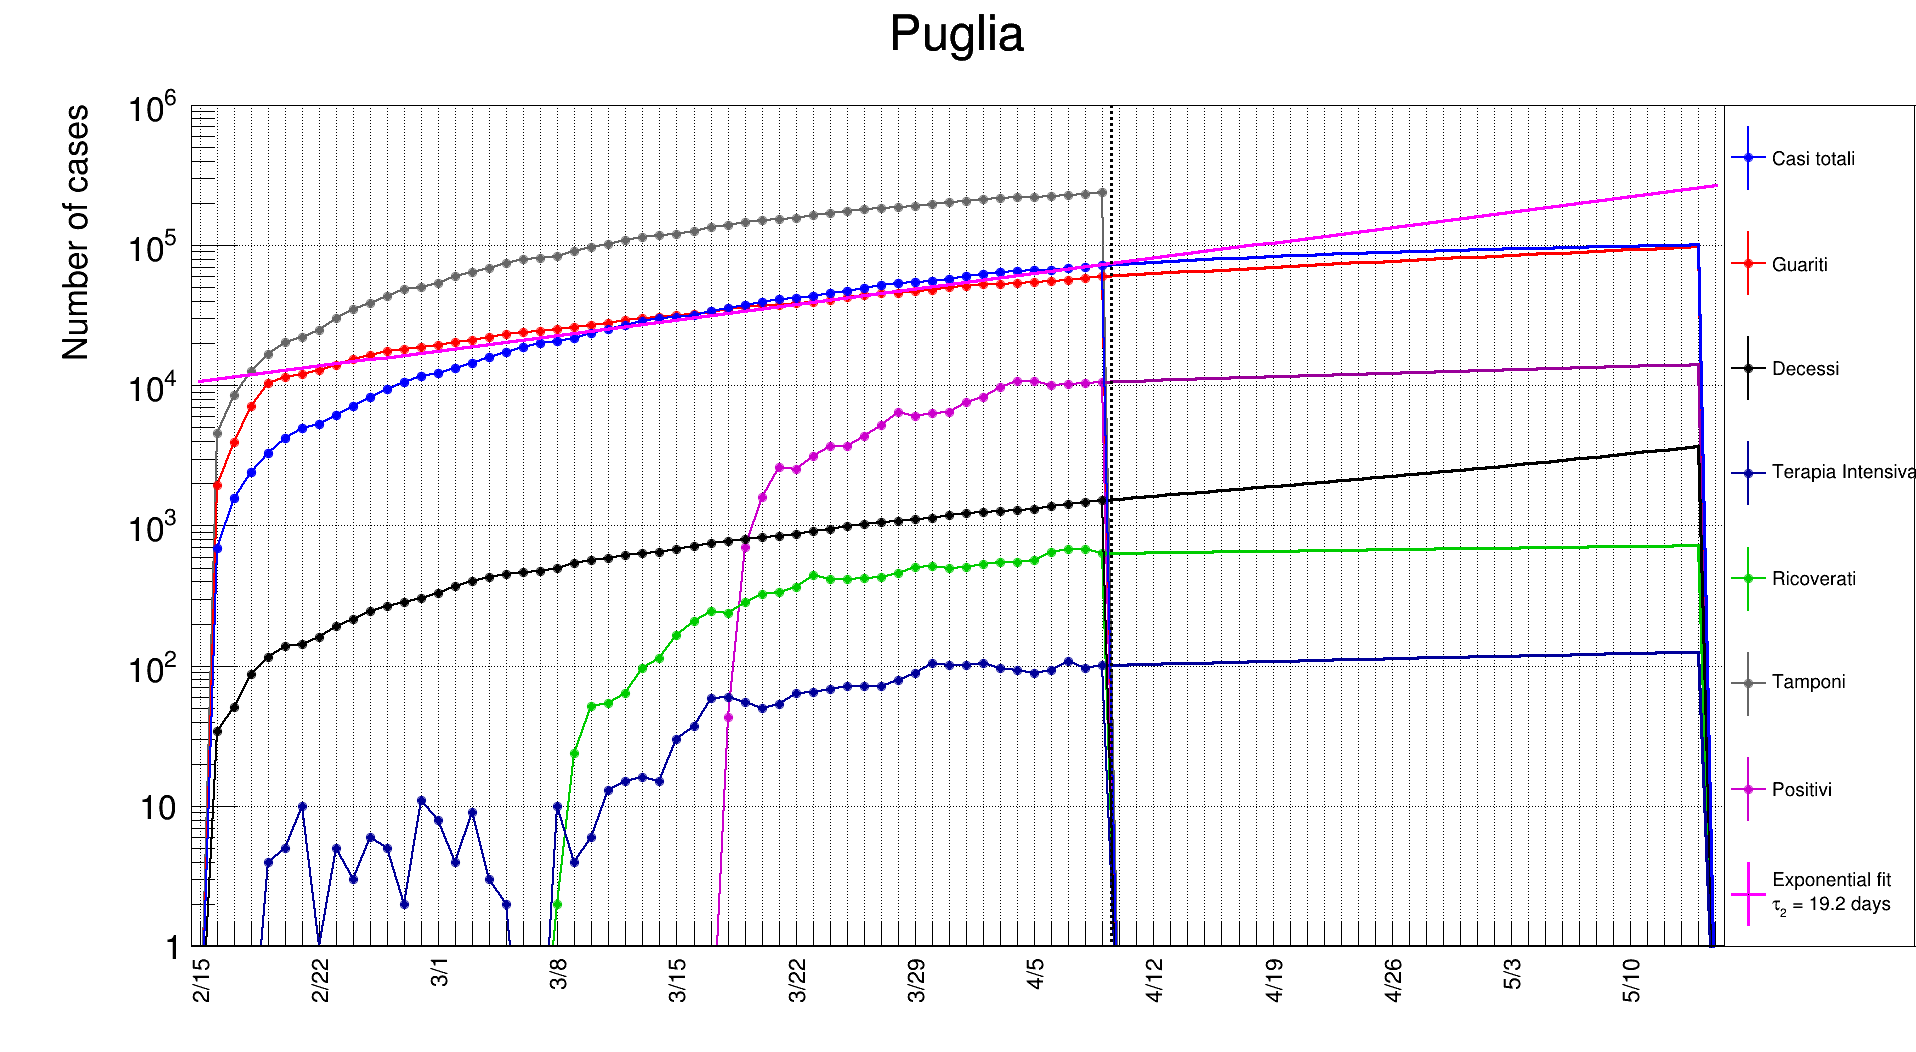 Puglia
Number of cases
10^6
10^5
10^4
10^3
10^2
10
1
2/15
2/22
3/1
3/8
3/15
3/22
3/29
4/5
4/12
4/19
4/26
5/3
5/10
Casi totali
Guariti
Decessi
Terapia Intensiva
Ricoverati
Tamponi
Positivi
Exponential fit
τ₂ = 19.2 days